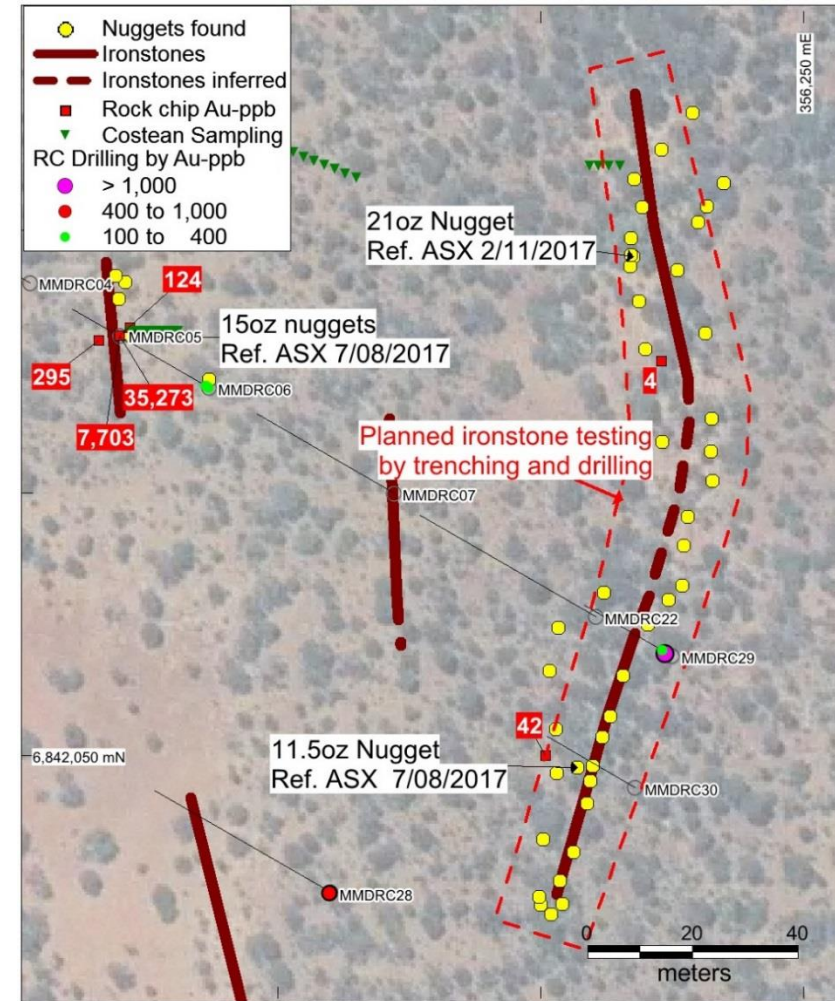 Nuggets found
Ironstones
Ironstones inferred
Rock chip Au-ppb
Costean Sampling
RC Drilling by Au-ppb
> 1,000
400 to 1,000
100 to 400
356,250 mE
21oz Nugget
Ref. ASX 2/11/2017
MMDRC04
124
15oz nuggets
Ref. ASX 7/08/2017
MMDRC05
295
35,273
7,703
MMDRC06
4
Planned ironstone testing
by trenching and drilling
MMDRC07
MMDRC22
MMDRC29
42
11.5oz Nugget
Ref. ASX 7/08/2017
6,842,050 mN
MMDRC30
MMDRC28
0 20 40
meters